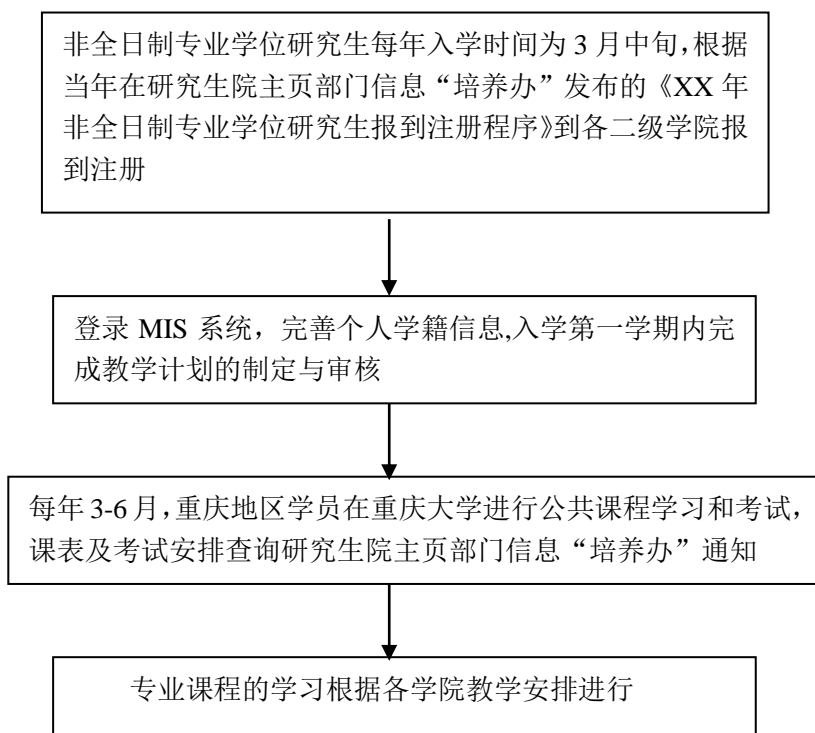 非全日制专业学位研究生每年入学时间为 3 月中旬，根据
当年在研究生院主页部门信息“培养办”发布的《XX 年
非全日制专业学位研究生报到注册程序》到各二级学院报
到注册
登录 MIS 系统，完善个人学籍信息,入学第一学期内完
成教学计划的制定与审核
每年 3-6 月，重庆地区学员在重庆大学进行公共课程学习和考试，
课表及考试安排查询研究生院主页部门信息“培养办”通知
专业课程的学习根据各学院教学安排进行